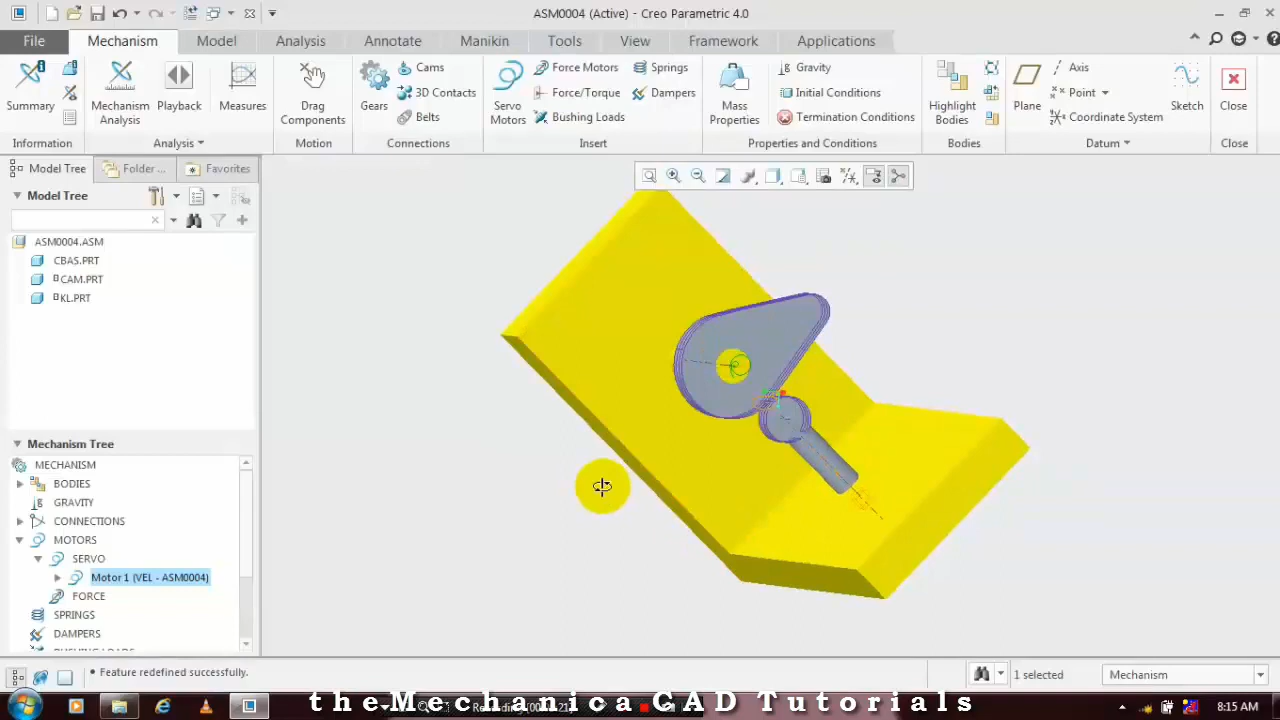 ASM0004 (Active) - Creo Parametric 4.0
File
Mechanism
Model
Analysis
Annotate
Manikin
Tools
View
Framework
Applications
Summary
Mechanism Analysis
Playback
Measures
Drag Components
Gears
Cams
3D Contacts
Belts
Servo Motors
Force Motors
Force/Torque
Bushing Loads
Springs
Dampers
Mass Properties
Gravity
Initial Conditions
Termination Conditions
Highlight Bodies
Plane
Axis
Point
Coordinate System
Sketch
Close
Information
Analysis
Motion
Connections
Insert
Properties and Conditions
Bodies
Datum
Close
Model Tree
Folder ...
Favorites
Model Tree
ASM0004.ASM
CBAS.PRT
CAM.PRT
KL.PRT
Mechanism Tree
MECHANISM
BODIES
GRAVITY
CONNECTIONS
MOTORS
SERVO
Motor 1 (VEL - ASM0004)
FORCE
SPRINGS
DAMPERS
Feature redefined successfully.
1 selected
Mechanism
theMechanica CAD Tutorials
8:15 AM